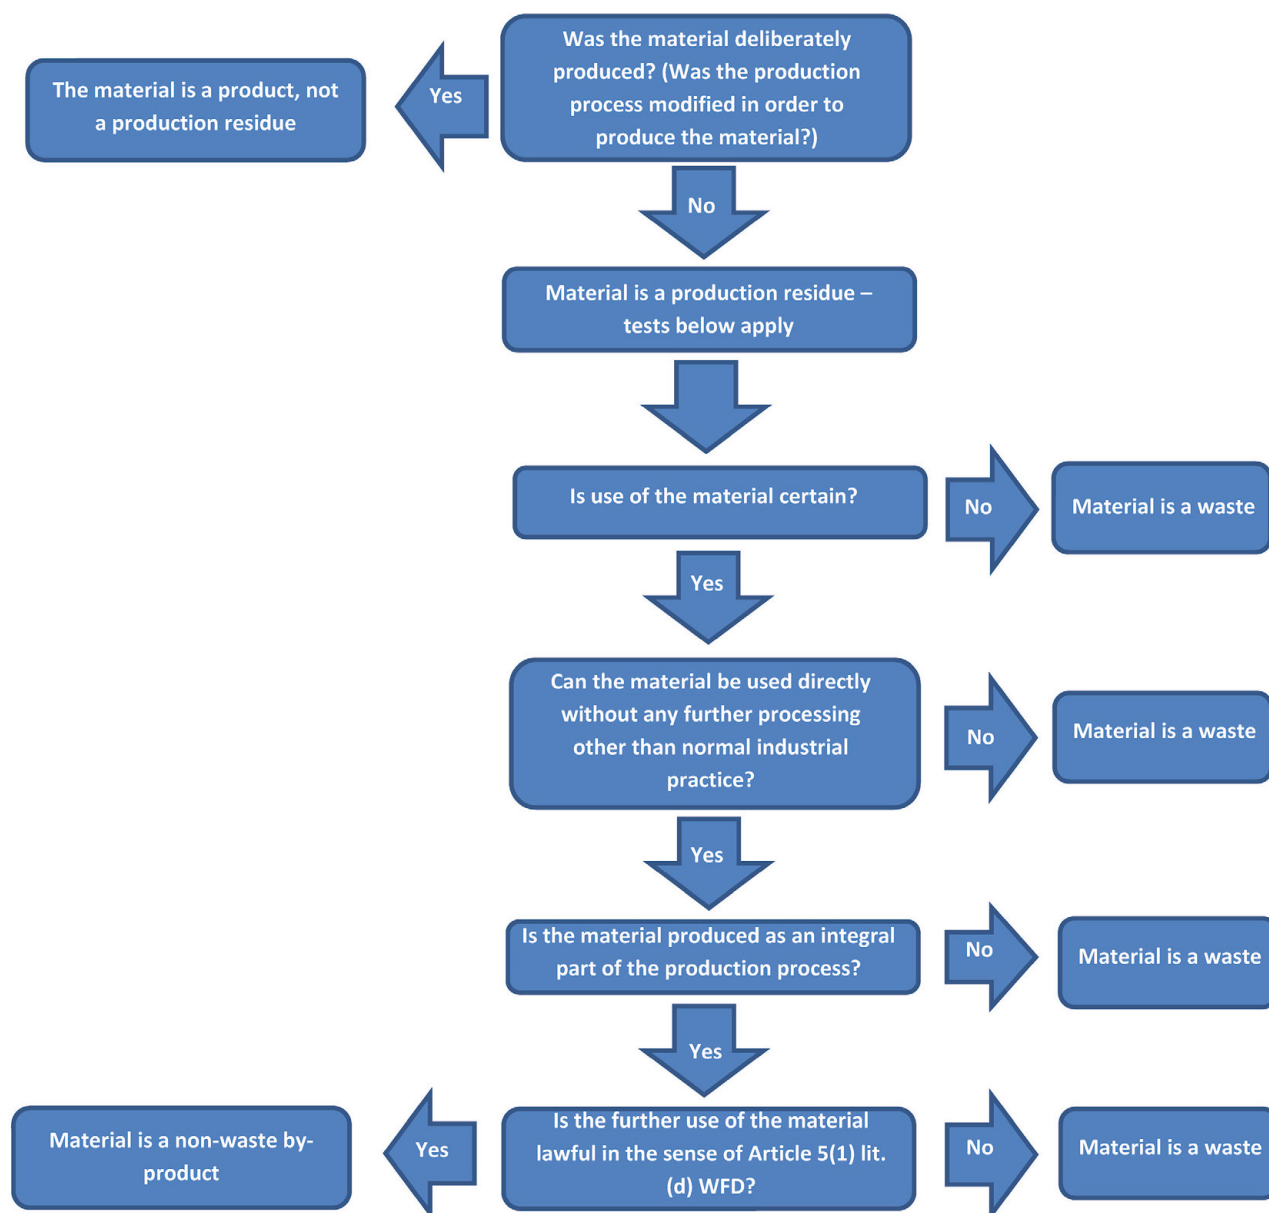 Was the material deliberately
produced? (Was the production
process modified in order to
produce the material?)
Yes
The material is a product, not
a production residue
No
Material is a production residue –
tests below apply
Is use of the material certain?
No
Material is a waste
Yes
Can the material be used directly
without any further processing
other than normal industrial
practice?
No
Material is a waste
Yes
Is the material produced as an integral
part of the production process?
No
Material is a waste
Yes
Is the further use of the material
lawful in the sense of Article 5(1) lit.
(d) WFD?
No
Material is a waste
Yes
Material is a non-waste by-
product